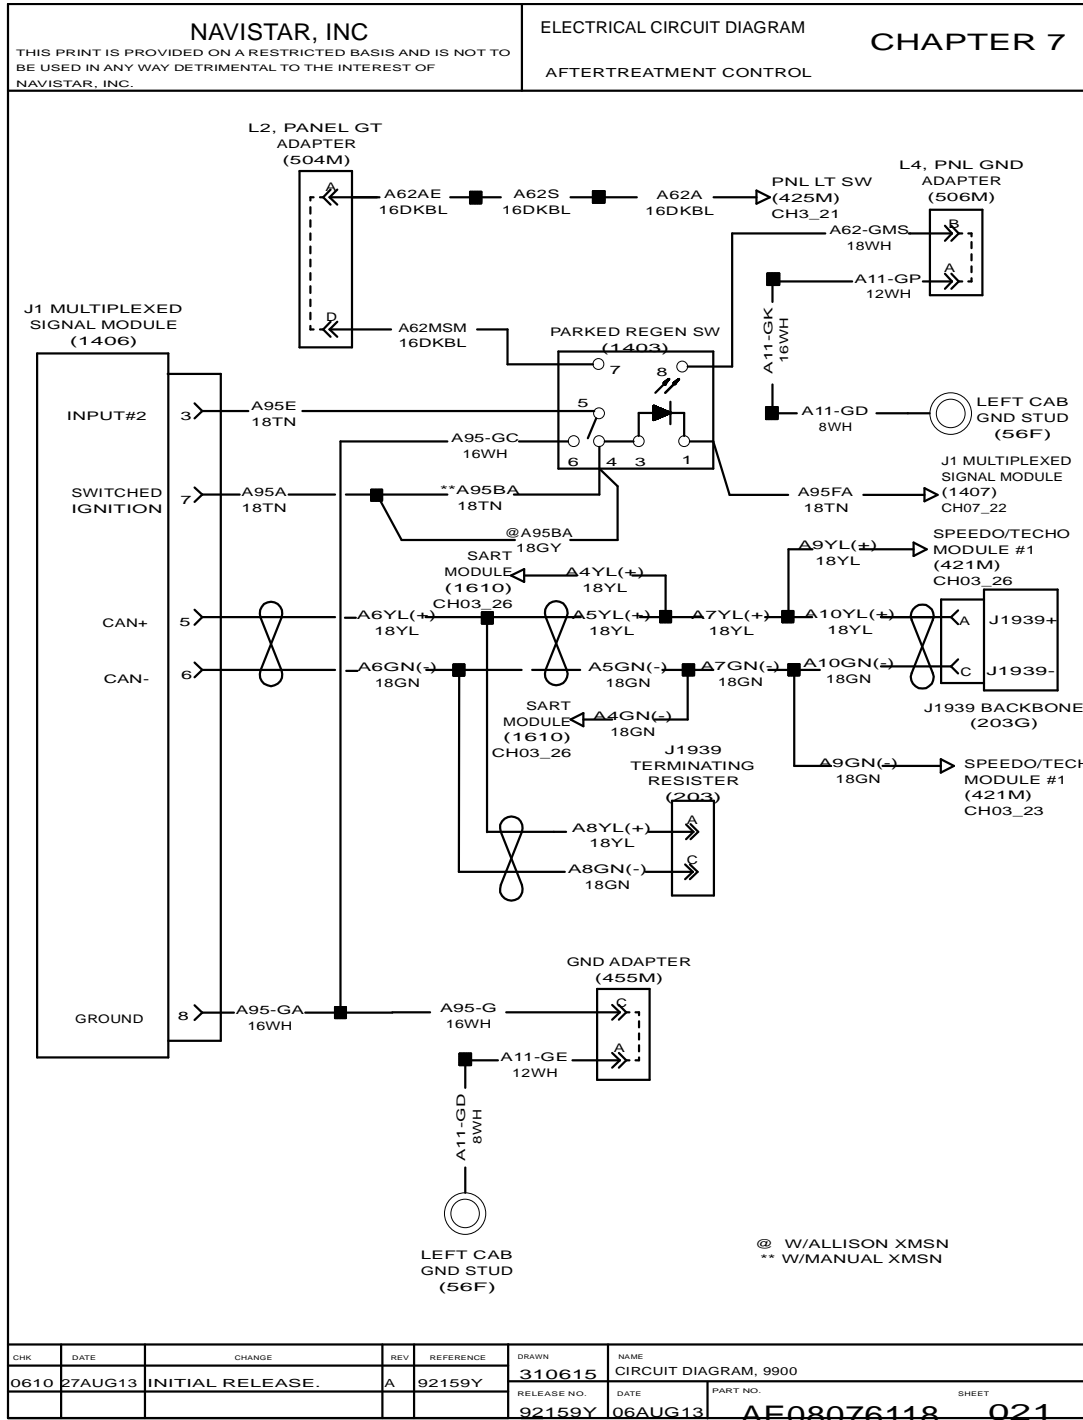 NAVISTAR, INC
THIS PRINT IS PROVIDED ON A RESTRICTED BASIS AND IS NOT TO
BE USED IN ANY WAY DETRIMENTAL TO THE INTEREST OF
NAVISTAR, INC.
ELECTRICAL CIRCUIT DIAGRAM
AFTERTREATMENT CONTROL
CHAPTER 7
L2, PANEL GT
ADAPTER
(504M)
A
D
A62AE
16DKBL
A62S
16DKBL
A62A
16DKBL
PNL LT SW
(425M)
CH3_21
L4, PNL GND
ADAPTER
(506M)
B
A
A62-GMS
18WH
A11-GP
12WH
A11-GK
16WH
A11-GD
8WH
LEFT CAB
GND STUD
(56F)
A62MSM
16DKBL
PARKED REGEN SW
(1403)
7
8
5
6
4
3
1
J1 MULTIPLEXED
SIGNAL MODULE
(1406)
INPUT#2
3
A95E
18TN
A95-GC
16WH
SWITCHED
IGNITION
7
A95A
18TN
**A95BA
18TN
@A95BA
18GY
A95FA
18TN
J1 MULTIPLEXED
SIGNAL MODULE
(1407)
CH07_22
SART
MODULE
(1610)
CH03_26
A4YL(+)
18YL
A9YL(+)
18YL
SPEEDO/TECHO
MODULE #1
(421M)
CH03_26
CAN+
5
A6YL(+)
18YL
A5YL(+)
18YL
A7YL(+)
18YL
A10YL(+)
18YL
A
J1939+
CAN-
6
A6GN(-)
18GN
A5GN(-)
18GN
A7GN(-)
18GN
A10GN(-)
18GN
C
J1939-
J1939 BACKBONE
(203G)
SART
MODULE
(1610)
CH03_26
A4GN(-)
18GN
A9GN(-)
18GN
SPEEDO/TECH
MODULE #1
(421M)
CH03_23
J1939
TERMINATING
RESISTER
(203)
A8YL(+)
18YL
A
A8GN(-)
18GN
C
GROUND
8
A95-GA
16WH
A95-G
16WH
GND ADAPTER
(455M)
C
A
A11-GE
12WH
A11-GD
8WH
LEFT CAB
GND STUD
(56F)
@ W/ALLISON XMSN
** W/MANUAL XMSN
CHK DATE CHANGE REV REFERENCE
0610 27AUG13 INITIAL RELEASE. A 92159Y
DRAWN
310615
NAME
CIRCUIT DIAGRAM, 9900
RELEASE NO.
92159Y
DATE
06AUG13
PART NO.
AE08076118
SHEET
021